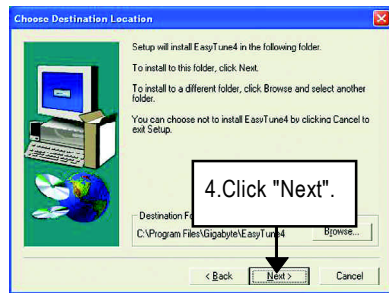 Choose Destination Location
Setup will install EasyTune4 in the following folder.
To install to this folder, click Next.
To install to a different folder, click Browse and select another
folder.
You can choose not to install EasyTune4 by clicking Cancel to
exit Setup.
4.Click "Next".
Destination Fo
C:\Program Files\Gigabyte\EasyTune4
Browse...
< Back
Next >
Cancel